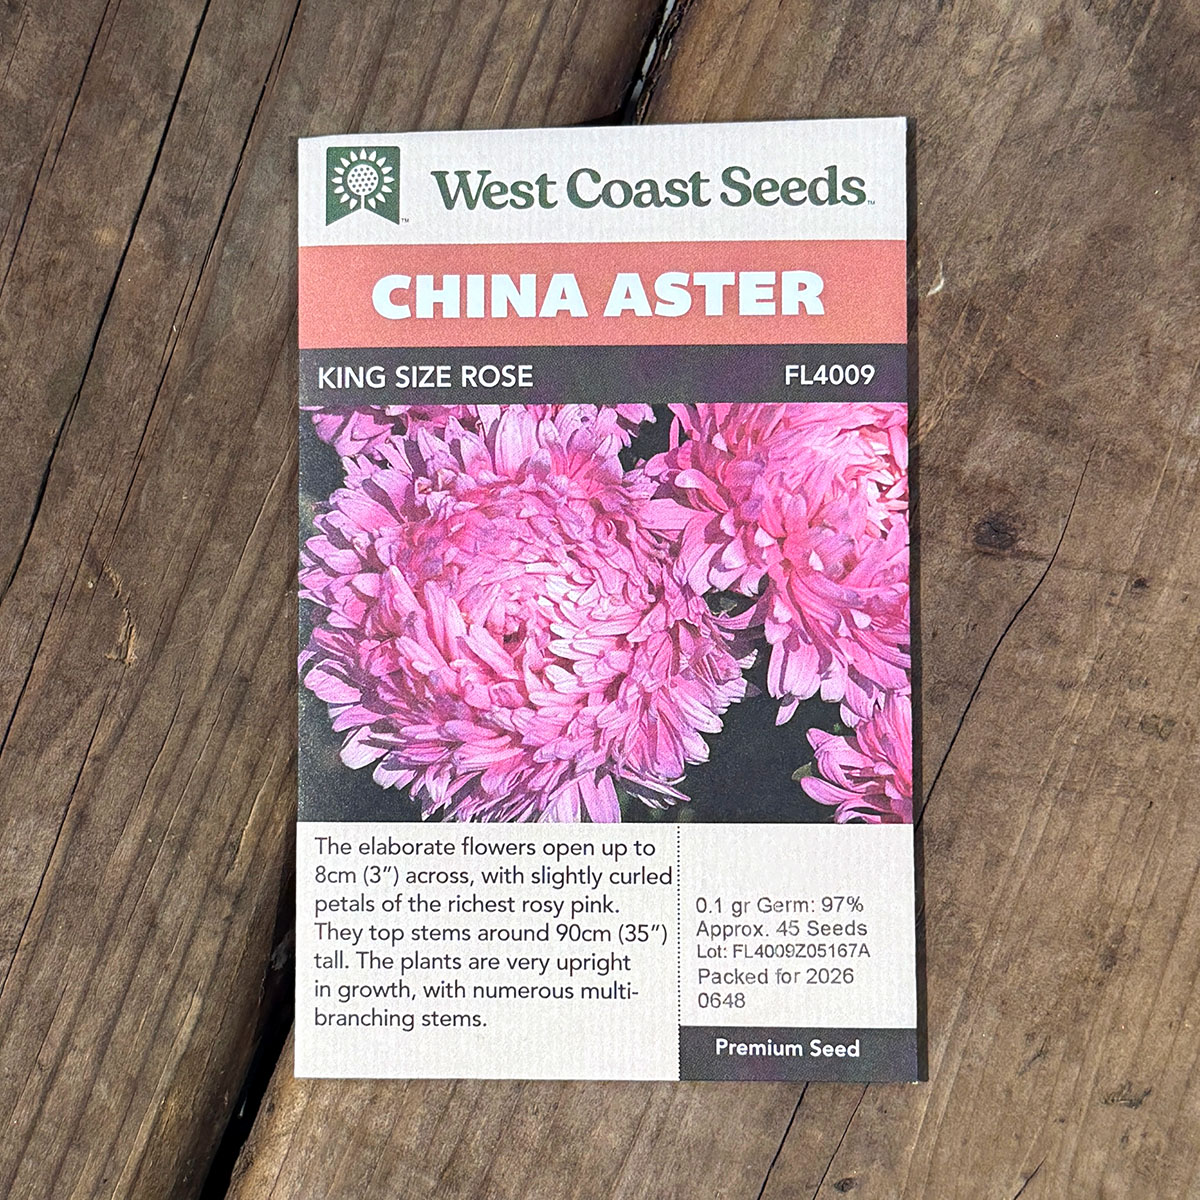 West Coast Seeds™
CHINA ASTER
KING SIZE ROSE
FL4009
The elaborate flowers open up to
8cm (3”) across, with slightly curled
petals of the richest rosy pink.
They top stems around 90cm (35”)
tall. The plants are very upright
in growth, with numerous multi-
branching stems.
0.1 gr Germ: 97%
Approx. 45 Seeds
Lot: FL4009Z05167A
Packed for 2026
0648
Premium Seed